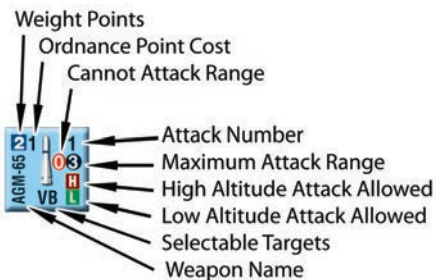 Weight Points
Ordnance Point Cost
Cannot Attack Range
2 1 1
0 3
H
L
AGM-65
VB
Attack Number
Maximum Attack Range
High Altitude Attack Allowed
Low Altitude Attack Allowed
Selectable Targets
Weapon Name